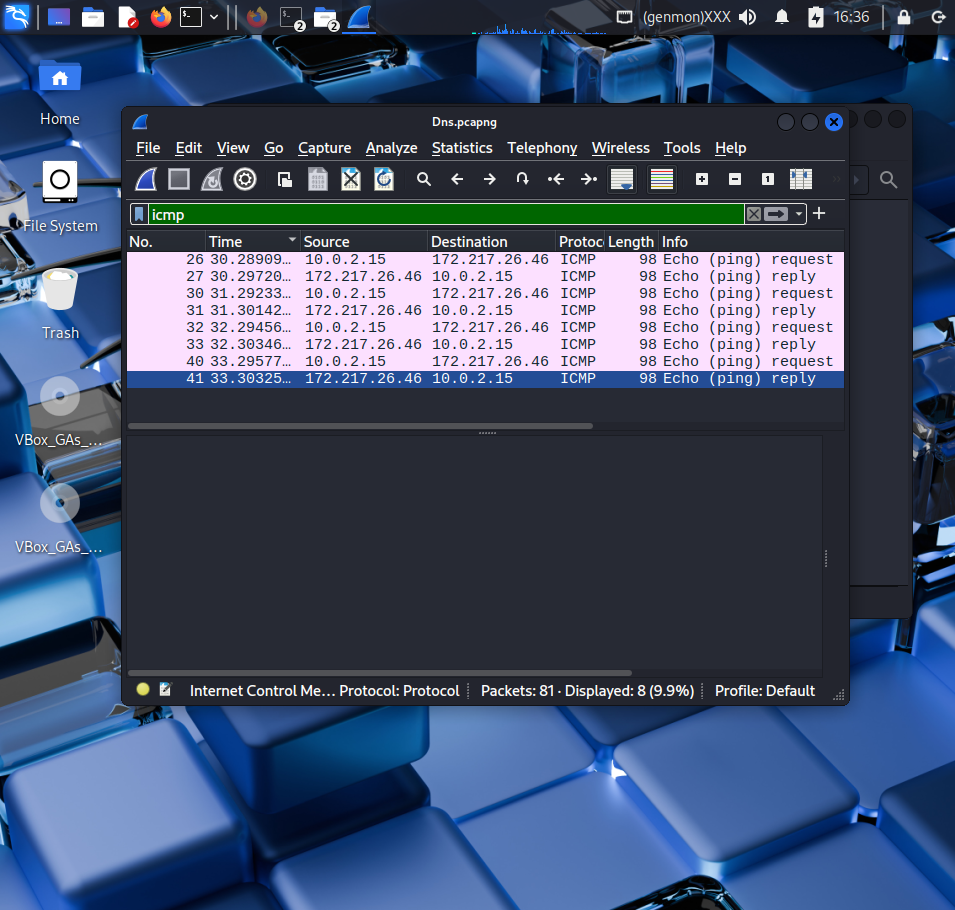 (genmon)XXX 16:36
2 2
Home
File System
Trash
VBox_GAs_...
VBox_GAs_...
Dns.pcapng
File Edit View Go Capture Analyze Statistics Telephony Wireless Tools Help
icmp
No. Time Source Destination Protoc Length Info
26 30.28909… 10.0.2.15 172.217.26.46 ICMP 98 Echo (ping) request
27 30.29720… 172.217.26.46 10.0.2.15 ICMP 98 Echo (ping) reply
30 31.29233… 10.0.2.15 172.217.26.46 ICMP 98 Echo (ping) request
31 31.30142… 172.217.26.46 10.0.2.15 ICMP 98 Echo (ping) reply
32 32.29456… 10.0.2.15 172.217.26.46 ICMP 98 Echo (ping) request
33 32.30346… 172.217.26.46 10.0.2.15 ICMP 98 Echo (ping) reply
40 33.29577… 10.0.2.15 172.217.26.46 ICMP 98 Echo (ping) request
41 33.30325… 172.217.26.46 10.0.2.15 ICMP 98 Echo (ping) reply
Internet Control Me… Protocol: Protocol Packets: 81 · Displayed: 8 (9.9%) Profile: Default